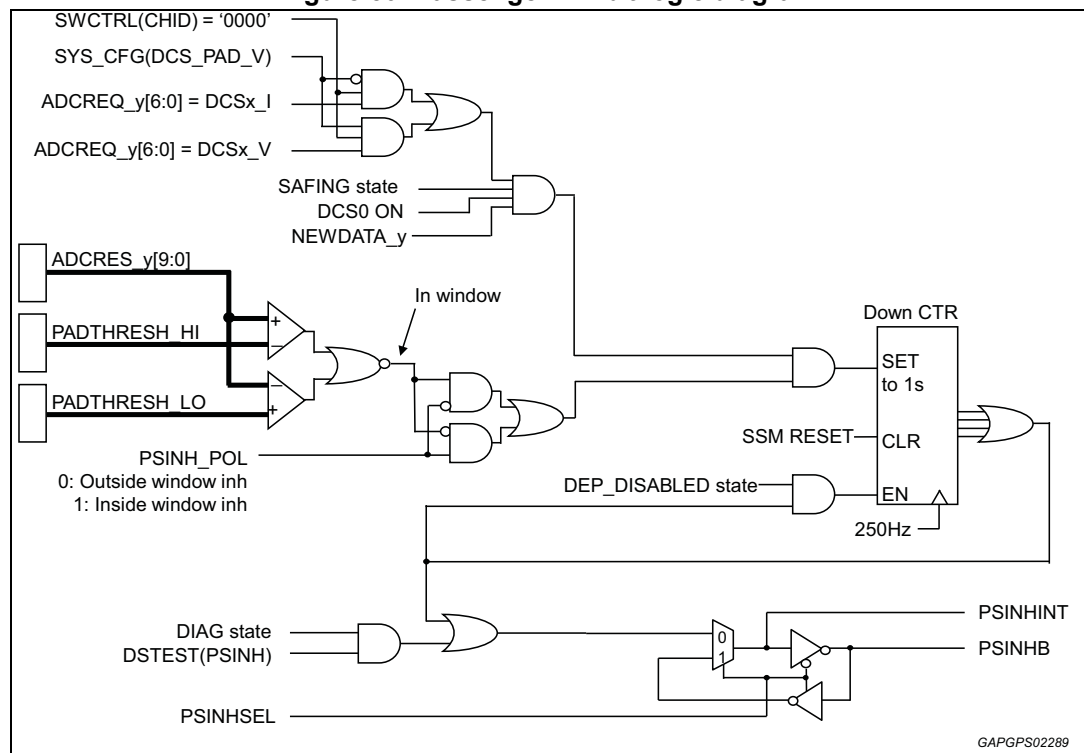 SWCTRL(CHID) = ‘0000’
SYS_CFG(DCS_PAD_V)
ADCREQ_y[6:0] = DCSx_I
ADCREQ_y[6:0] = DCSx_V
SAFING state
DCS0 ON
NEWDATA_y
ADCRES_y[9:0]
In window
PADTHRESH_HI
PADTHRESH_LO
+
−
−
+
Down CTR
SET
to 1s
SSM RESET
CLR
PSINH_POL
0: Outside window inh
1: Inside window inh
DEP_DISABLED state
EN
250Hz
DIAG state
DSTEST(PSINH)
0
1
PSINHINT
PSINHB
PSINHSEL
GAPGPS02289